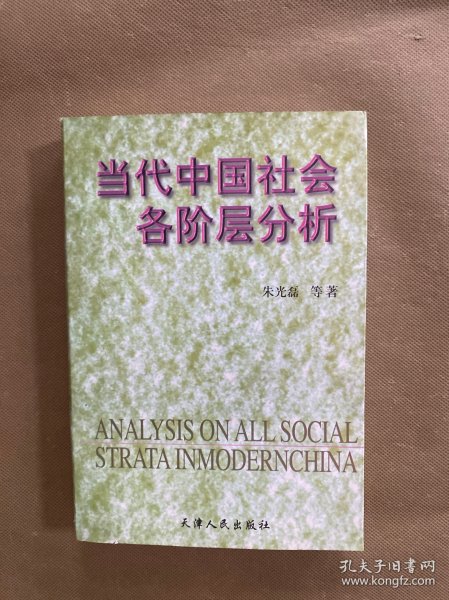 当代中国社会
各阶层分析
朱光磊 等著
ANALYSIS ON ALL SOCIAL
STRATA INMODERNCHINA
天津人民出版社
孔夫子旧书网
www.kongfz.com